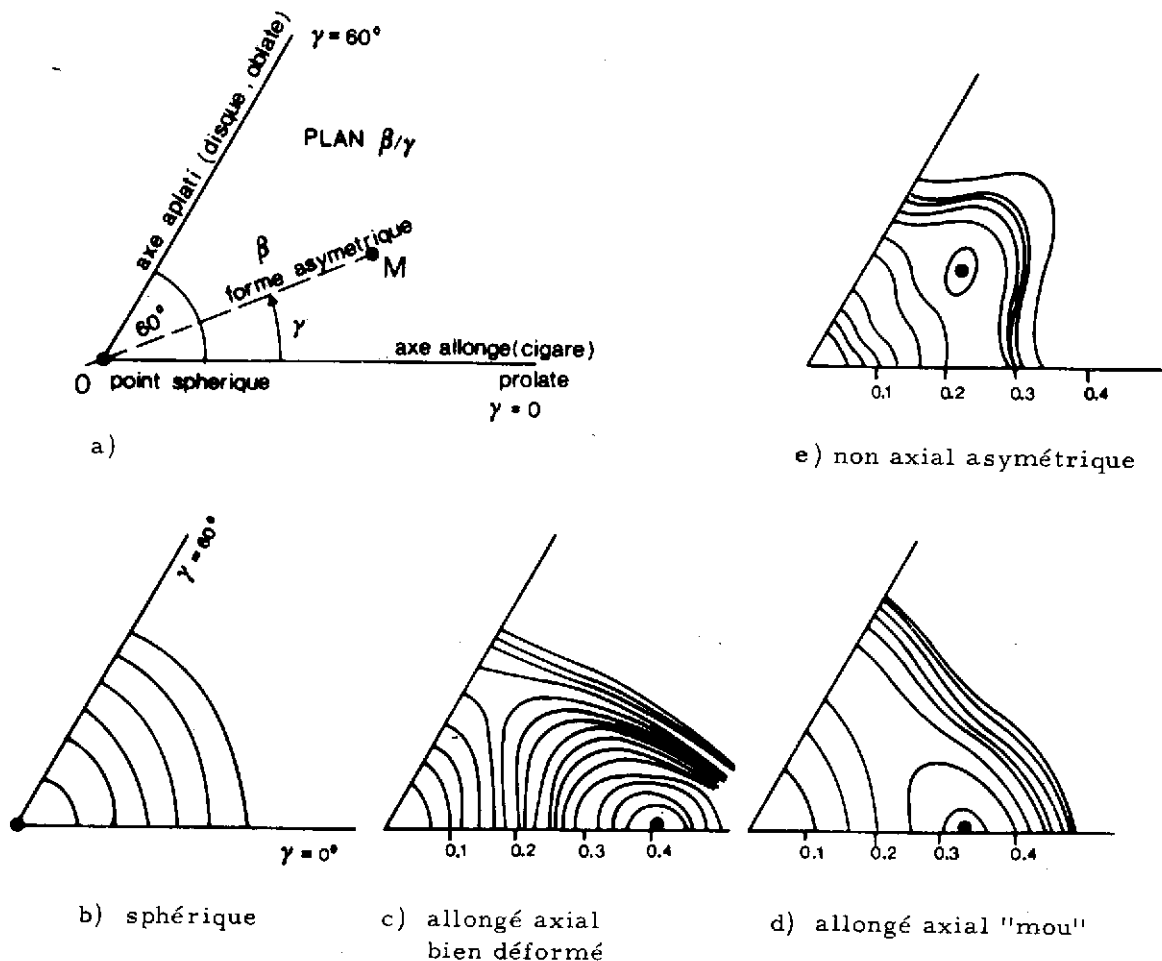 γ = 60°
axe aplati (disque, oblate)
PLAN β/γ
β
forme asymetrique
M
60°
γ
axe allonge (cigare)
O point spherique
prolate
γ = 0
a)
0.1 0.2 0.3 0.4
e) non axial asymétrique
γ = 60°
γ = 0°
b) sphérique
0.1 0.2 0.3 0.4
c) allongé axial
bien déformé
0.1 0.2 0.3 0.4
d) allongé axial "mou"